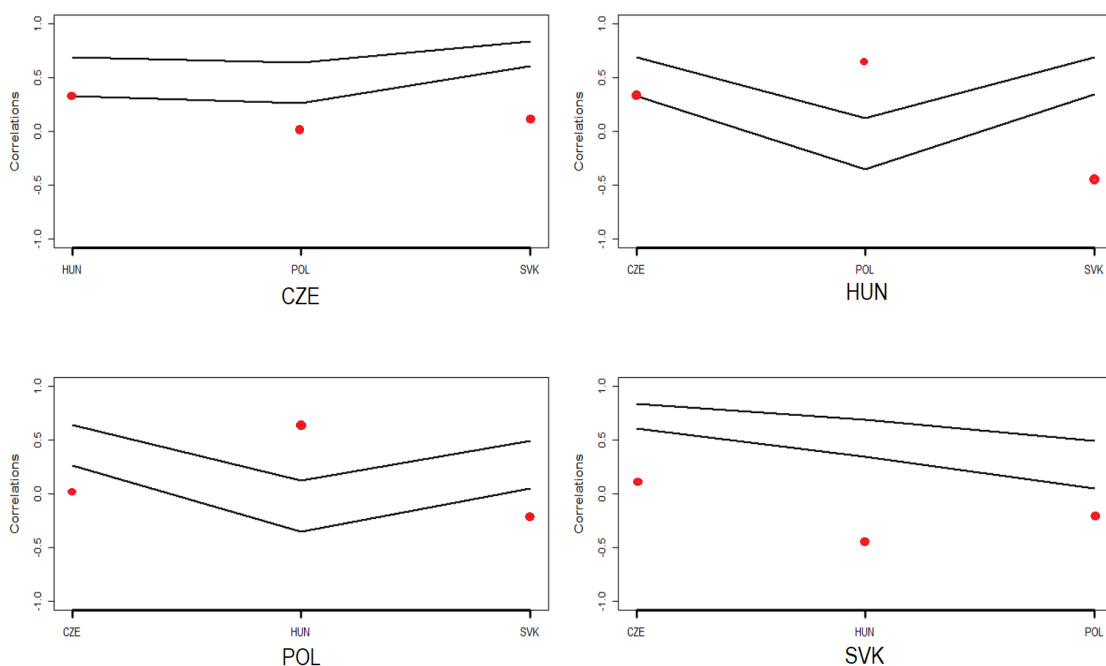 1.0
0.5
0.0
-0.5
-1.0
Correlations
HUN POL SVK
CZE
1.0
0.5
0.0
-0.5
-1.0
Correlations
CZE POL SVK
HUN
1.0
0.5
0.0
-0.5
-1.0
Correlations
CZE HUN SVK
POL
1.0
0.5
0.0
-0.5
-1.0
Correlations
CZE HUN POL
SVK